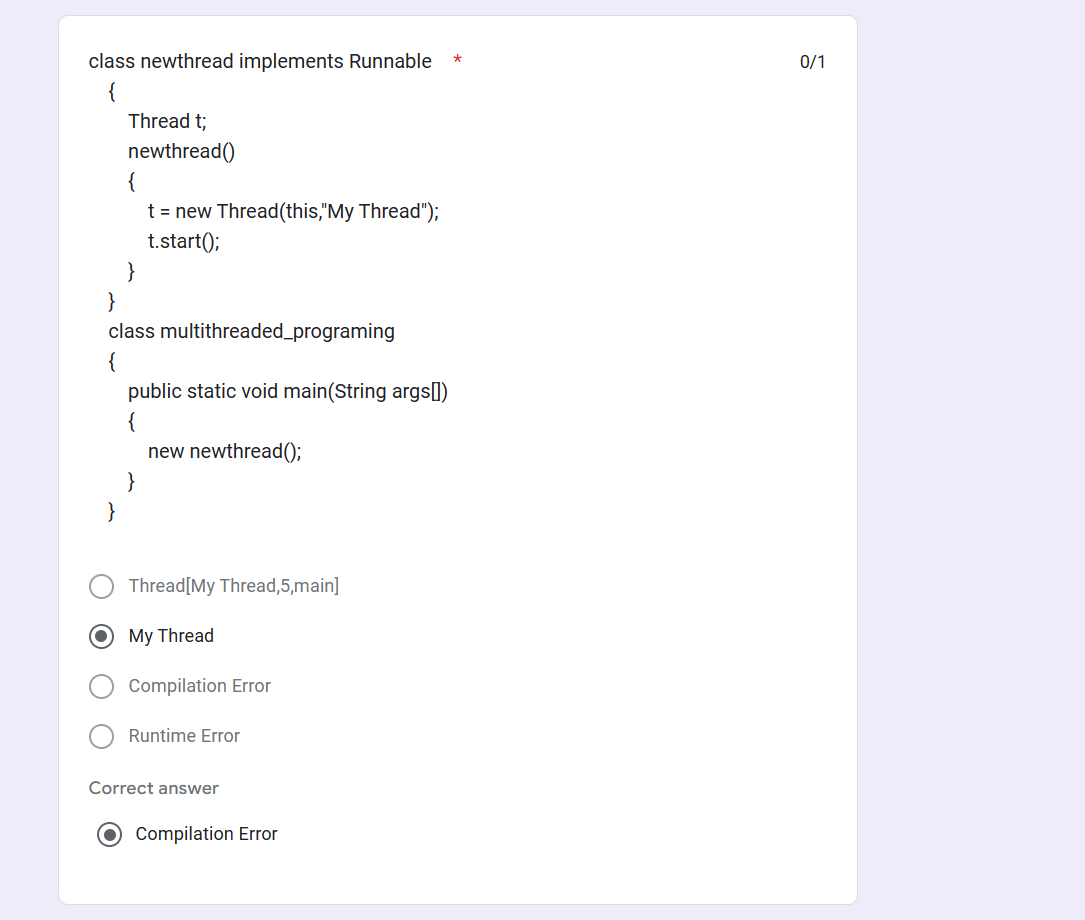 class newthread implements Runnable * 0/1
{
Thread t;
newthread()
{
t = new Thread(this,"My Thread");
t.start();
}
}
class multithreaded_programing
{
public static void main(String args[])
{
new newthread();
}
}
Thread[My Thread,5,main]
My Thread
Compilation Error
Runtime Error
Correct answer
Compilation Error